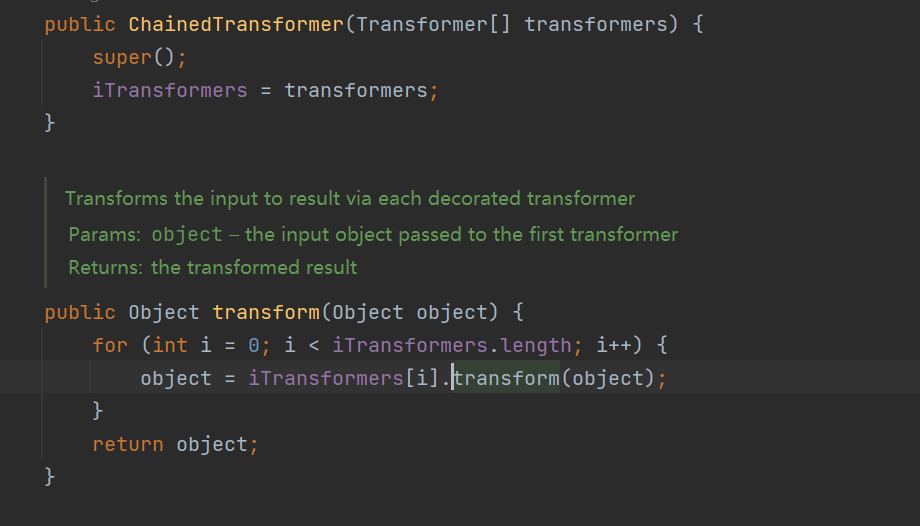 public ChainedTransformer(Transformer[] transformers) {
super();
iTransformers = transformers;
}
Transforms the input to result via each decorated transformer
Params: object – the input object passed to the first transformer
Returns: the transformed result
public Object transform(Object object) {
for (int i = 0; i < iTransformers.length; i++) {
object = iTransformers[i].transform(object);
}
return object;
}